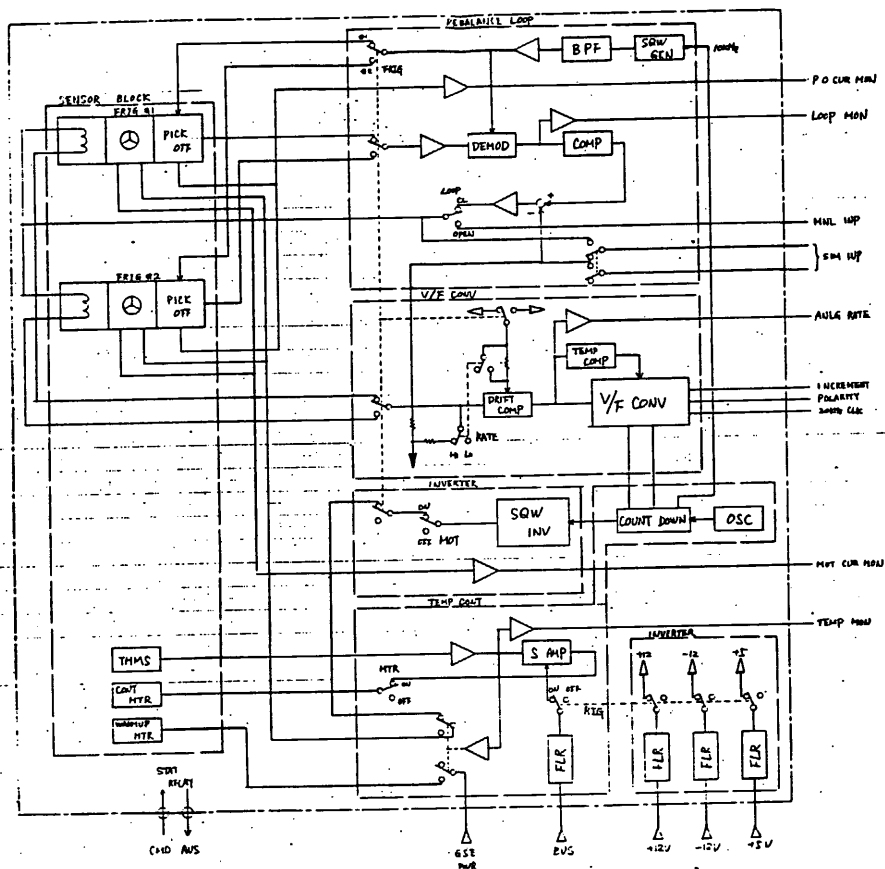 REBALANCE LOOP
#1
#2 FRIG
BPF
SQW
GEN
P O CUR MON
SENSOR BLOCK
FRIG #1
PICK
OFF
LOOP MON
DEMOD
COMP
LOOP
CL
OPEN
+
-
MNL INP
SIM INP
FRIG #2
PICK
OFF
V/F CONV
ANLG RATE
TEMP
COMP
DRIFT
COMP
V/F CONV
INCREMENT
POLARITY
CLK
RATE
HI LO
INVERTER
ON
OFF MOT
SQW
INV
COUNT DOWN
OSC
MOT CUR MON
TEMP CONT
TEMP MON
THMS
S AMP
INVERTER
+12
-12
+5
CONT
HTR
HTR
ON
OFF
ON OFF
WARMUP
HTR
FLR
FLR
FLR
FLR
STAT
RELAY
CMD ANS
GSE
PWR
BUS
+12V
-12V
+5V